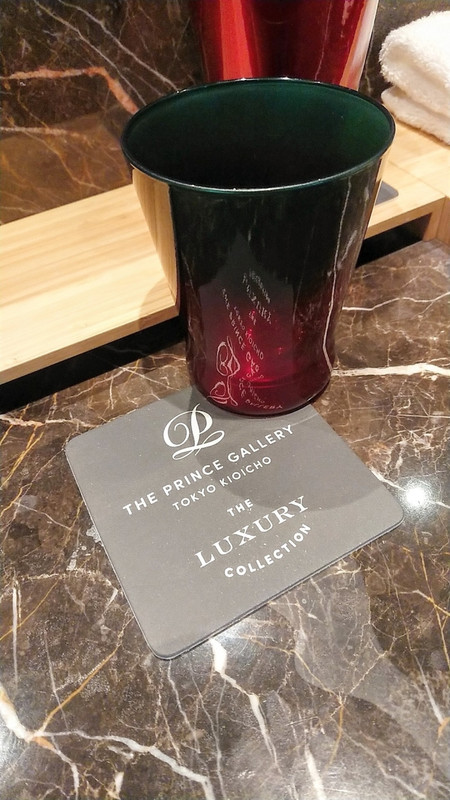 P
THE PRINCE GALLERY
TOKYO KIOICHO
THE
LUXURY
COLLECTION